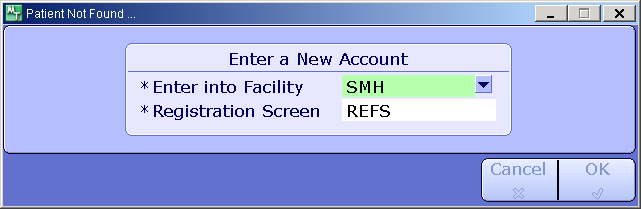 Patient Not Found ...
Enter a New Account
* Enter into Facility SMH
* Registration Screen REFS
Cancel OK